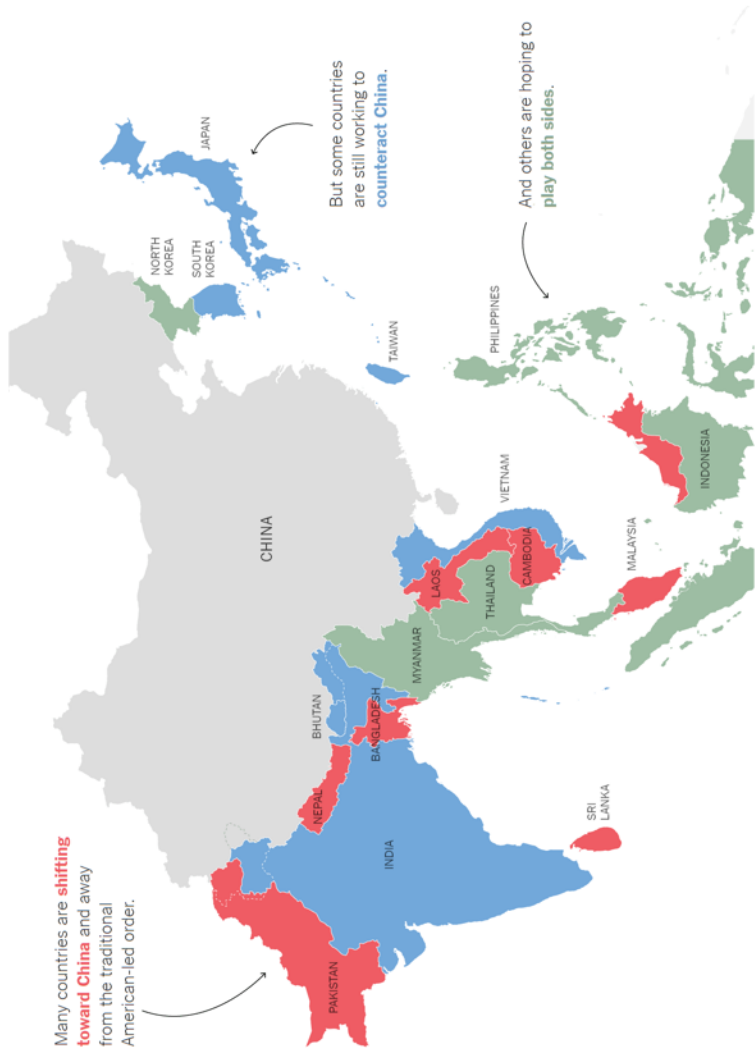 Many countries are shifting
toward China and away
from the traditional
American-led order.
But some countries
are still working to
counteract China.
And others are hoping to
play both sides.
JAPAN
NORTH
KOREA
SOUTH
KOREA
CHINA
TAIWAN
PHILIPPINES
BHUTAN
NEPAL
PAKISTAN
INDIA
BANGLADESH
MYANMAR
LAOS
THAILAND
CAMBODIA
VIETNAM
SRI
LANKA
MALAYSIA
INDONESIA